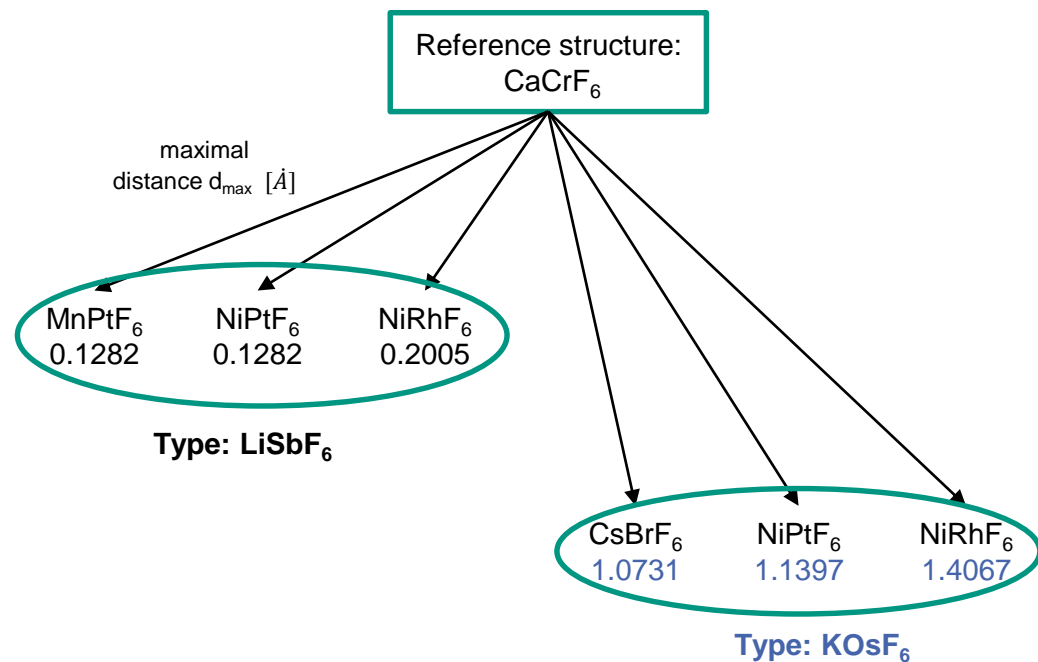 Reference structure:
CaCrF₆
maximal
distance dₘₐₓ [Ȧ]
MnPtF₆ NiPtF₆ NiRhF₆
0.1282 0.1282 0.2005
Type: LiSbF₆
CsBrF₆ NiPtF₆ NiRhF₆
1.0731 1.1397 1.4067
Type: KOsF₆